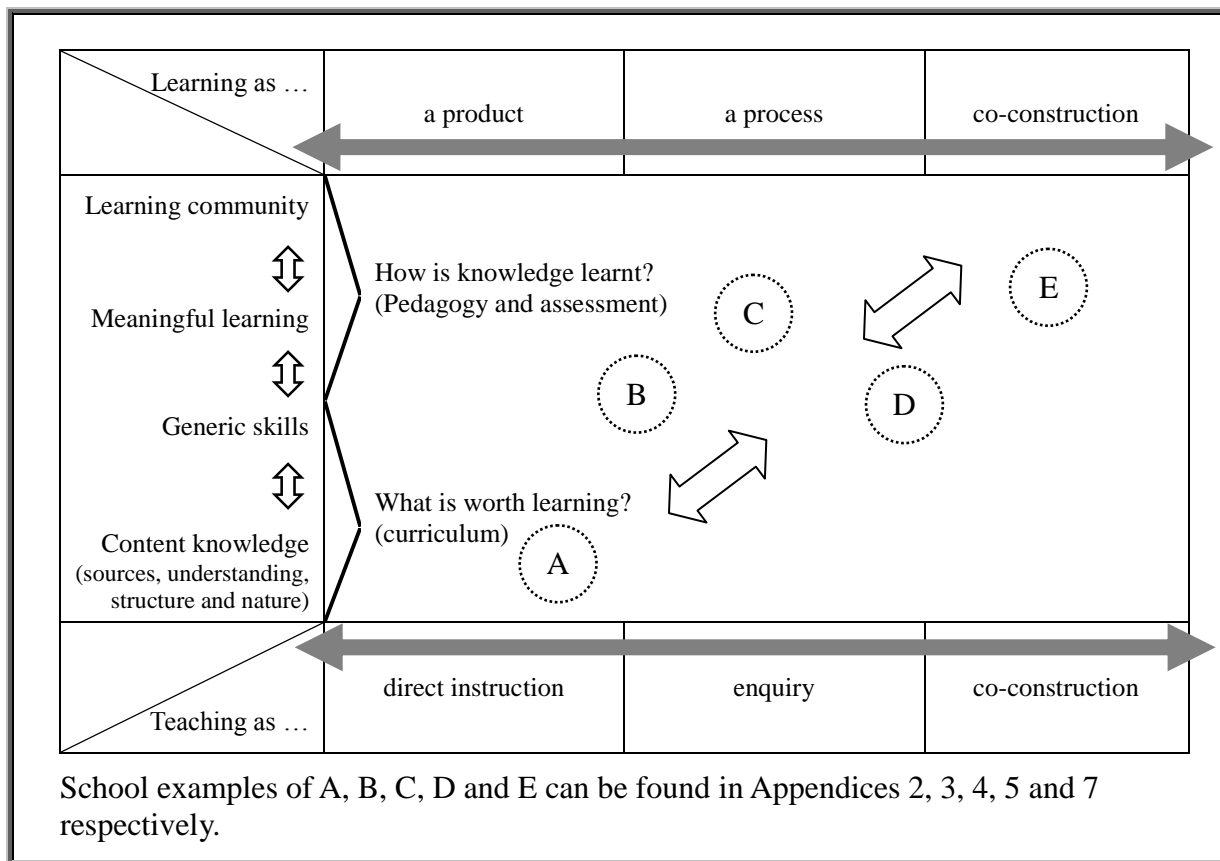 Learning as …
a product
a process
co-construction
Learning community
Meaningful learning
Generic skills
Content knowledge
(sources, understanding,
structure and nature)
How is knowledge learnt?
(Pedagogy and assessment)
What is worth learning?
(curriculum)
A
B
C
D
E
direct instruction
enquiry
co-construction
Teaching as …
School examples of A, B, C, D and E can be found in Appendices 2, 3, 4, 5 and 7
respectively.